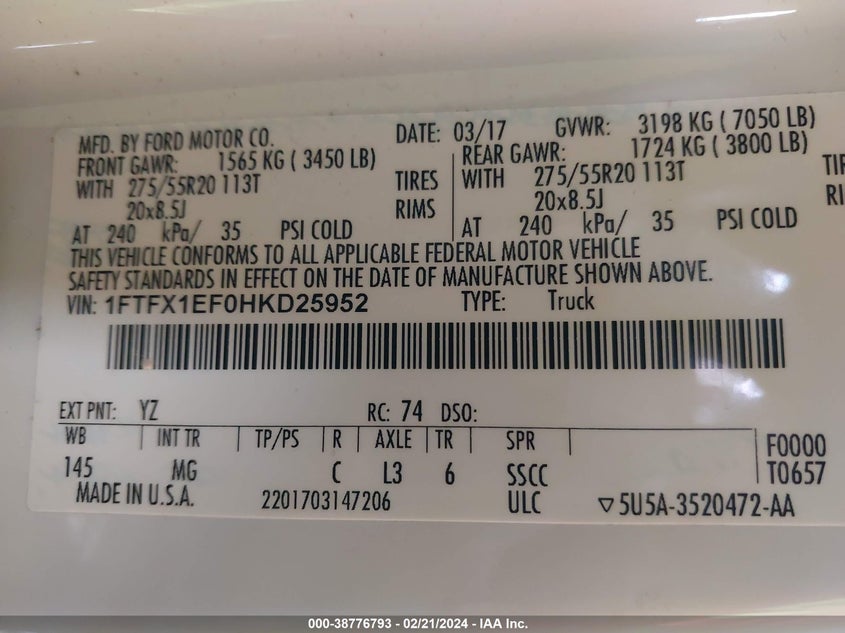 MFD. BY FORD MOTOR CO. DATE: 03/17 GVWR: 3198 KG ( 7050 LB)
FRONT GAWR: 1565 KG ( 3450 LB) REAR GAWR: 1724 KG ( 3800 LB)
WITH 275/55R20 113T TIRES WITH 275/55R20 113T
20x8.5J RIMS 20x8.5J
AT 240 kPa/ 35 PSI COLD AT 240 kPa/ 35 PSI COLD
THIS VEHICLE CONFORMS TO ALL APPLICABLE FEDERAL MOTOR VEHICLE
SAFETY STANDARDS IN EFFECT ON THE DATE OF MANUFACTURE SHOWN ABOVE.
VIN: 1FTFX1EF0HKD25952 TYPE: Truck
EXT PNT: YZ RC: 74 DSO:
WB INT TR TP/PS R AXLE TR SPR F0000
145 MG C L3 6 SSCC T0657
MADE IN U.S.A. 2201703147206 ULC ▽5U5A-3520472-AA
000-38776793 - 02/21/2024 - IAA Inc.